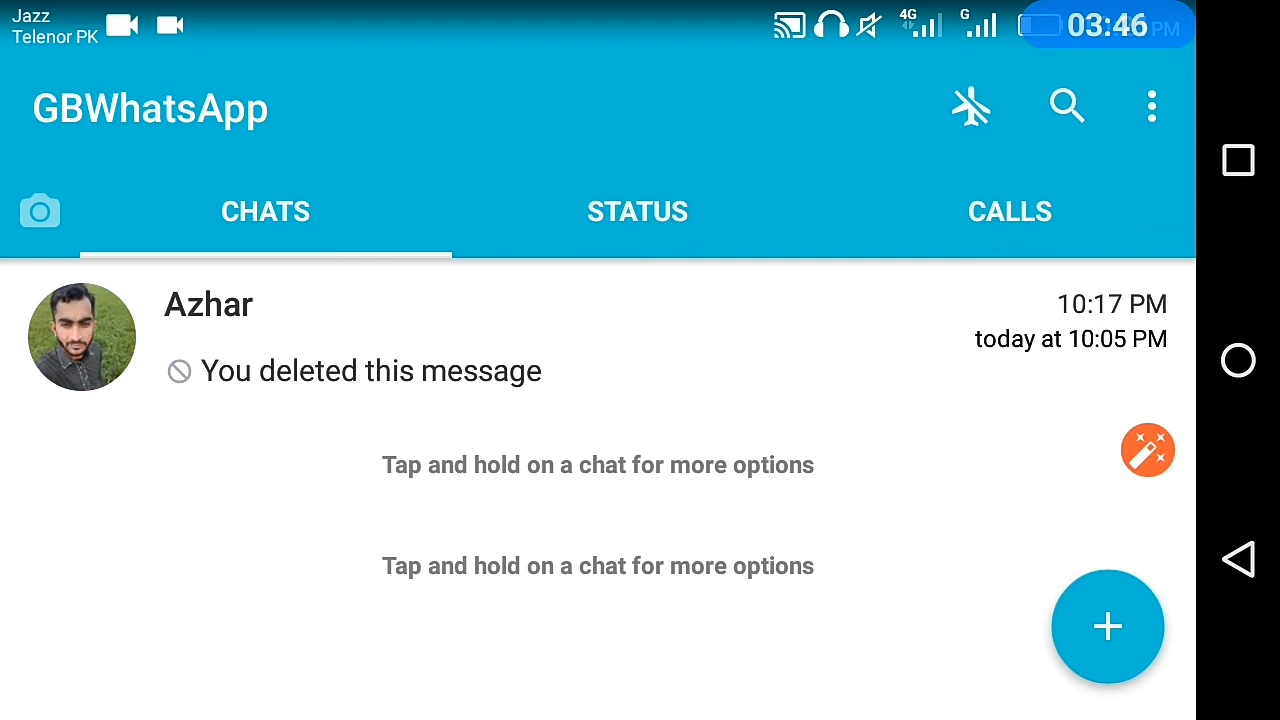 Jazz
Telenor PK
4G
G
03:46
PM
GBWhatsApp
CHATS
STATUS
CALLS
Azhar
10:17 PM
today at 10:05 PM
You deleted this message
Tap and hold on a chat for more options
Tap and hold on a chat for more options